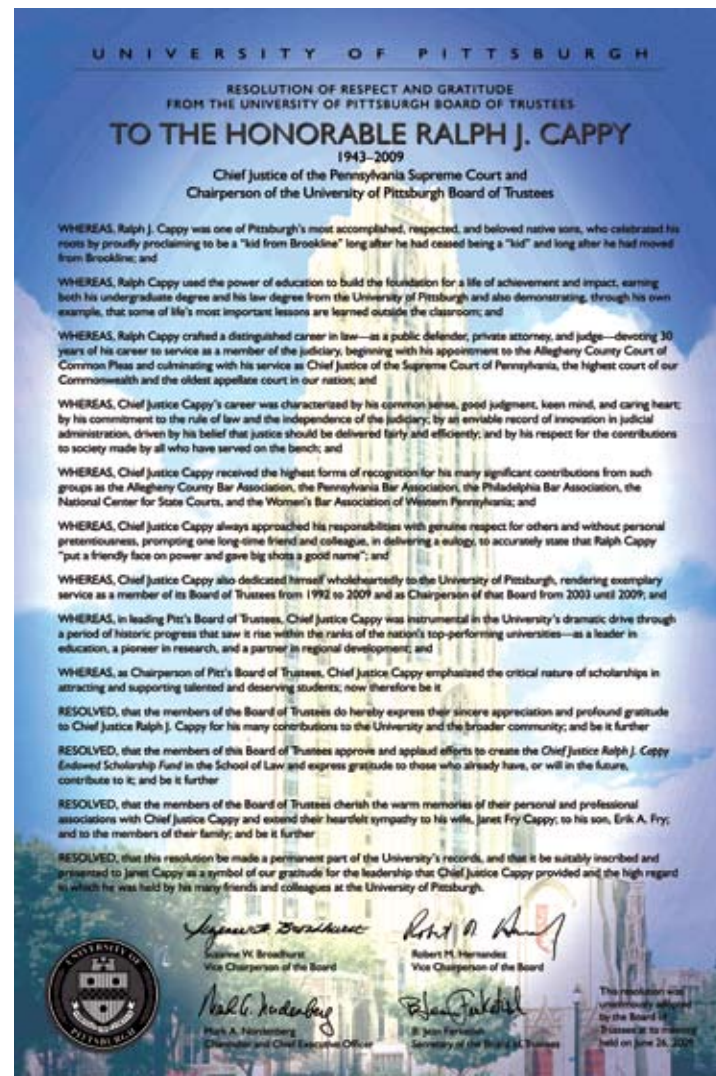 UNIVERSITY OF PITTSBURGH
RESOLUTION OF RESPECT AND GRATITUDE
FROM THE UNIVERSITY OF PITTSBURGH BOARD OF TRUSTEES
TO THE HONORABLE RALPH J. CAPPY
1943–2009
Chief Justice of the Pennsylvania Supreme Court and
Chairperson of the University of Pittsburgh Board of Trustees
WHEREAS, Ralph J. Cappy was one of Pittsburgh's most accomplished, respected, and beloved native sons, who celebrated his
roots by proudly proclaiming to be a "kid from Brookline" long after he had ceased being a "kid" and long after he had moved
from Brookline; and
WHEREAS, Ralph Cappy used the power of education to build the foundation for a life of achievement and impact, earning
both his undergraduate degree and his law degree from the University of Pittsburgh and also demonstrating, through his own
example, that some of life's most important lessons are learned outside the classroom; and
WHEREAS, Ralph Cappy crafted a distinguished career in law—as a public defender, private attorney, and judge—devoting 30
years of his career to service as a member of the judiciary, beginning with his appointment to the Allegheny County Court of
Common Pleas and culminating with his service as Chief Justice of the Supreme Court of Pennsylvania, the highest court of our
Commonwealth and the oldest appellate court in our nation; and
WHEREAS, Chief Justice Cappy's career was characterized by his common sense, good judgment, keen mind, and caring heart;
by his commitment to the rule of law and the independence of the judiciary; by an enviable record of innovation in judicial
administration, driven by his belief that justice should be delivered fairly and efficiently; and by his respect for the contributions
to society made by all who have served on the bench; and
WHEREAS, Chief Justice Cappy received the highest forms of recognition for his many significant contributions from such
groups as the Allegheny County Bar Association, the Pennsylvania Bar Association, the Philadelphia Bar Association, the
National Center for State Courts, and the Women's Bar Association of Western Pennsylvania; and
WHEREAS, Chief Justice Cappy always approached his responsibilities with genuine respect for others and without personal
pretentiousness, prompting one long-time friend and colleague, in delivering a eulogy, to accurately state that Ralph Cappy
"put a friendly face on power and gave big shots a good name"; and
WHEREAS, Chief Justice Cappy also dedicated himself wholeheartedly to the University of Pittsburgh, rendering exemplary
service as a member of its Board of Trustees from 1992 to 2009 and as Chairperson of that Board from 2003 until 2009; and
WHEREAS, in leading Pitt's Board of Trustees, Chief Justice Cappy was instrumental in the University's dramatic drive through
a period of historic progress that saw it rise within the ranks of the nation's top-performing universities—as a leader in
education, a pioneer in research, and a partner in regional development; and
WHEREAS, as Chairperson of Pitt's Board of Trustees, Chief Justice Cappy emphasized the critical nature of scholarships in
attracting and supporting talented and deserving students; now therefore be it
RESOLVED, that the members of the Board of Trustees do hereby express their sincere appreciation and profound gratitude
to Chief Justice Ralph J. Cappy for his many contributions to the University and the broader community; and be it further
RESOLVED, that the members of this Board of Trustees approve and applaud efforts to create the Chief Justice Ralph J. Cappy
Endowed Scholarship Fund in the School of Law and express gratitude to those who already have, or will in the future,
contribute to it; and be it further
RESOLVED, that the members of the Board of Trustees cherish the warm memories of their personal and professional
associations with Chief Justice Cappy and extend their heartfelt sympathy to his wife, Janet Fry Cappy; to his son, Erik A. Fry;
and to the members of their family; and be it further
RESOLVED, that this resolution be made a permanent part of the University's records, and that it be suitably inscribed and
presented to Janet Cappy as a symbol of our gratitude for the leadership that Chief Justice Cappy provided and the high regard
in which he was held by his many friends and colleagues at the University of Pittsburgh.
Suzanne W. Broadhurst
Robert M. Hernandez
Suzanne W. Broadhurst
Vice Chairperson of the Board
Robert M. Hernandez
Vice Chairperson of the Board
Mark A. Nordenberg
B. Jean Ferketish
Mark A. Nordenberg
Chancellor and Chief Executive Officer
B. Jean Ferketish
Secretary of the Board of Trustees
This resolution was
unanimously adopted
by the Board of
Trustees at its meeting
held on June 26, 2009.
UNIVERSITY OF
PITTSBURGH